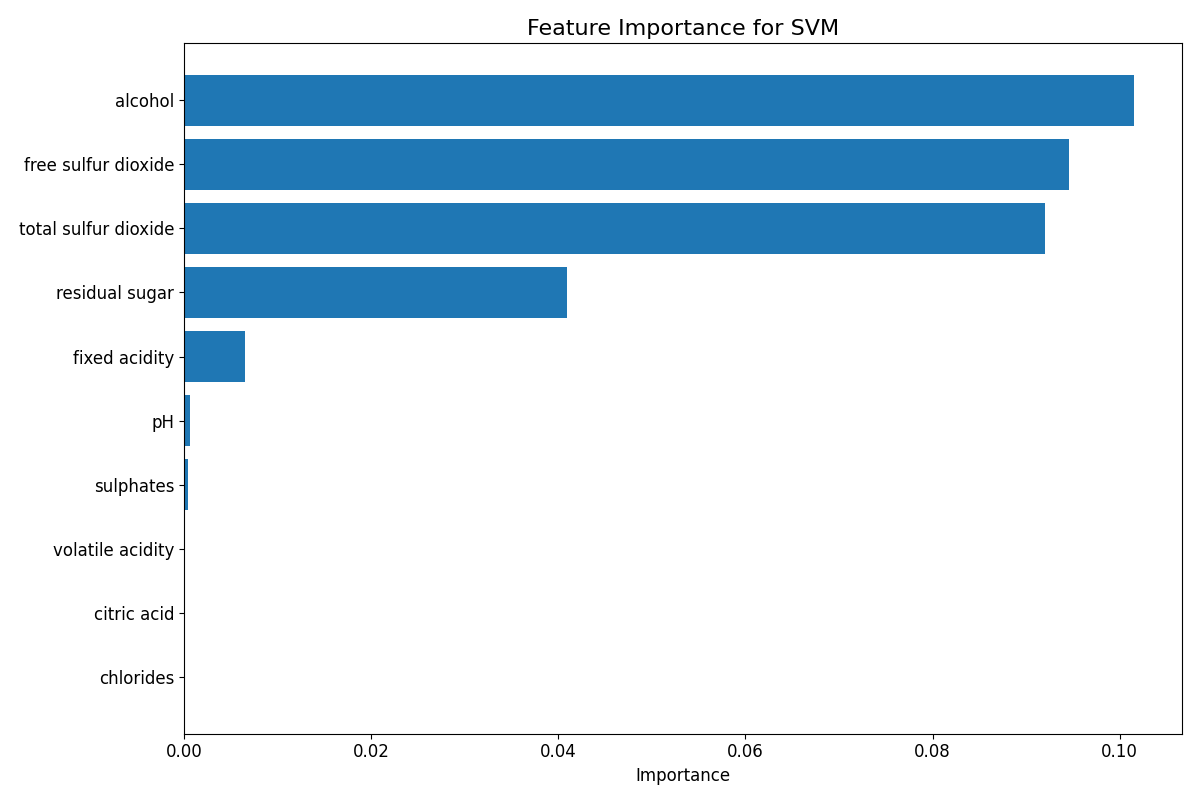 Feature Importance for SVM
alcohol
free sulfur dioxide
total sulfur dioxide
residual sugar
fixed acidity
pH
sulphates
volatile acidity
citric acid
chlorides
0.00 0.02 0.04 0.06 0.08 0.10
Importance